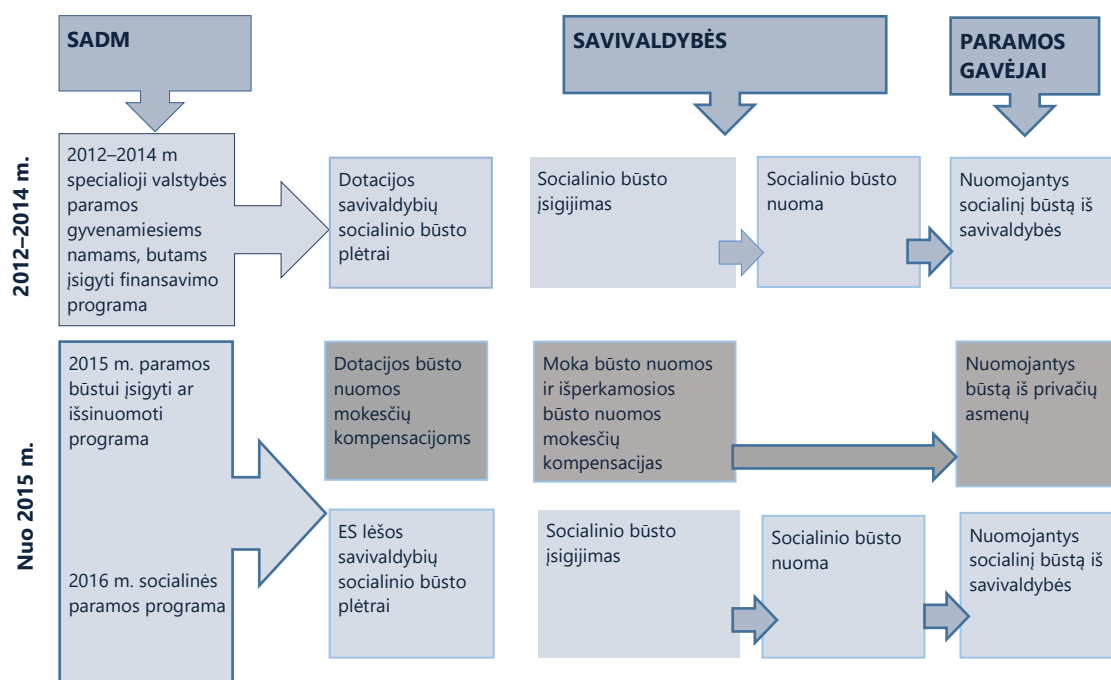 SADM
SAVIVALDYBĖS
PARAMOS
GAVĖJAI
2012–2014 m.
2012–2014 m
specialioji valstybės
paramos
gyvenamiesiems
namams, butams
įsigyti finansavimo
programa
Dotacijos
savivaldybių
socialinio būsto
plėtrai
Socialinio būsto
įsigijimas
Socialinio būsto
nuoma
Nuomojantys
socialinį būstą iš
savivaldybės
Nuo 2015 m.
2015 m. paramos
būstui įsigyti ar
išsinuomoti
programa
2016 m. socialinės
paramos programa
Dotacijos būsto
nuomos
mokesčių
kompensacijoms
Moka būsto nuomos
ir išperkamosios
būsto nuomos
mokesčių
kompensacijas
Nuomojantys
būstą iš privačių
asmenų
ES lėšos
savivaldybių
socialinio būsto
plėtrai
Socialinio būsto
įsigijimas
Socialinio būsto
nuoma
Nuomojantys
socialinį būstą iš
savivaldybės